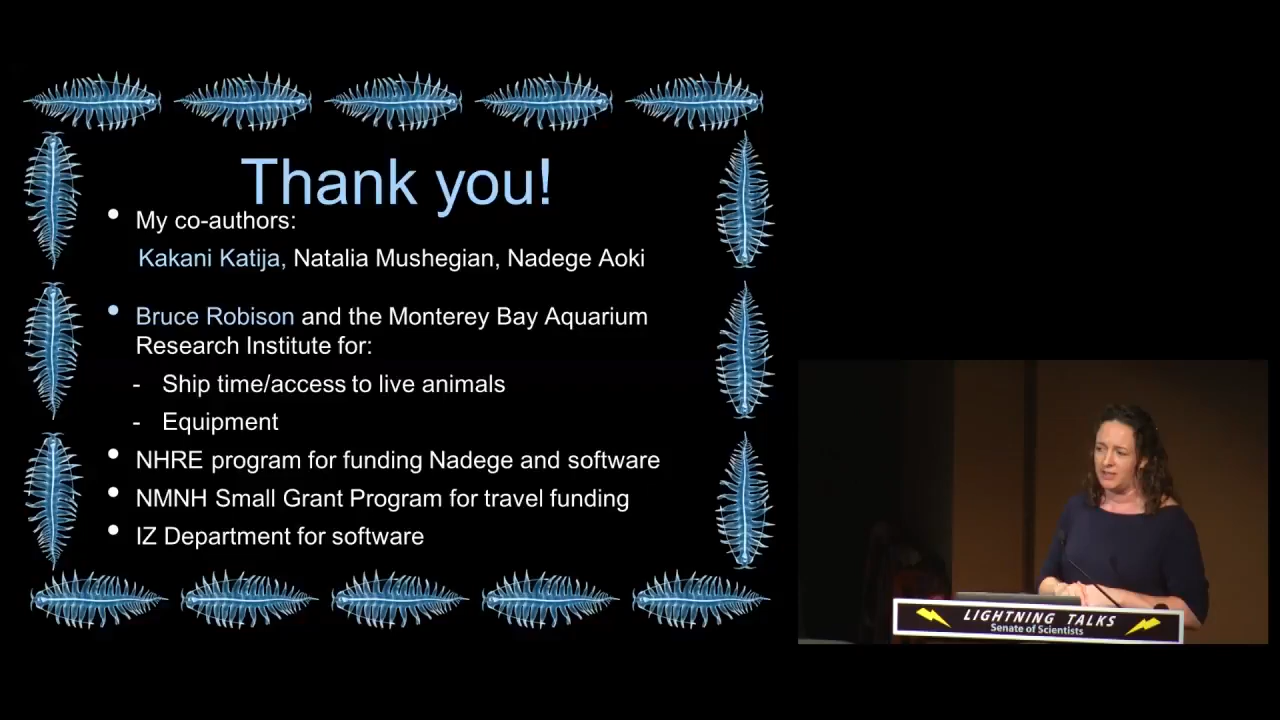 Thank you!
• My co-authors:
Kakani Katija, Natalia Mushegian, Nadege Aoki
• Bruce Robison and the Monterey Bay Aquarium
Research Institute for:
- Ship time/access to live animals
- Equipment
• NHRE program for funding Nadege and software
• NMNH Small Grant Program for travel funding
• IZ Department for software
LIGHTNING TALKS
Senate of Scientists